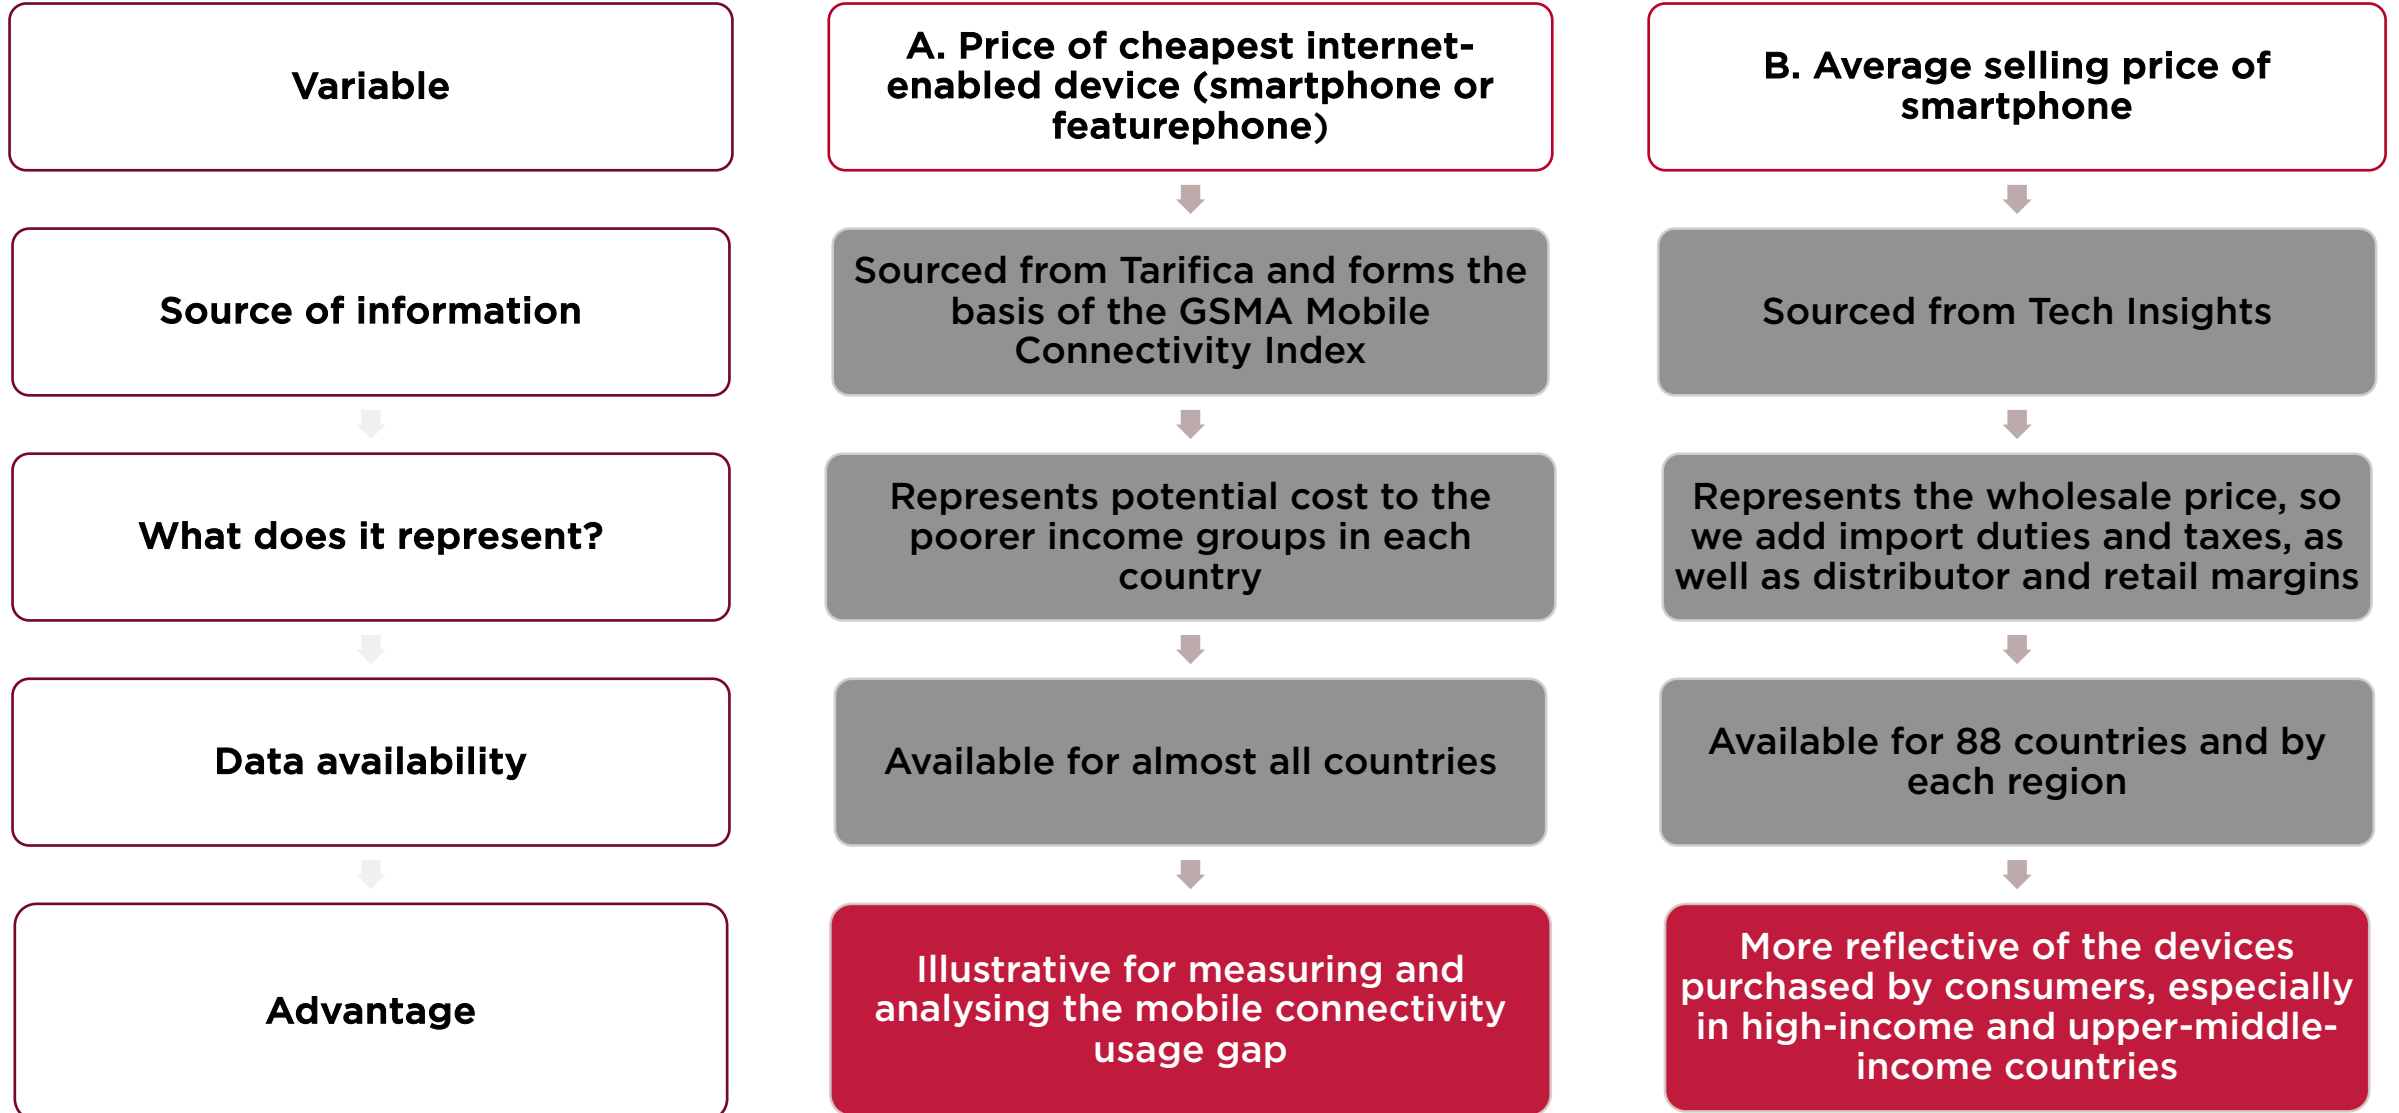 Variable
A. Price of cheapest internet-
enabled device (smartphone or
featurephone)
B. Average selling price of
smartphone
Source of information
Sourced from Tarifica and forms the
basis of the GSMA Mobile
Connectivity Index
Sourced from Tech Insights
What does it represent?
Represents potential cost to the
poorer income groups in each
country
Represents the wholesale price, so
we add import duties and taxes, as
well as distributor and retail margins
Data availability
Available for almost all countries
Available for 88 countries and by
each region
Advantage
Illustrative for measuring and
analysing the mobile connectivity
usage gap
More reflective of the devices
purchased by consumers, especially
in high-income and upper-middle-
income countries